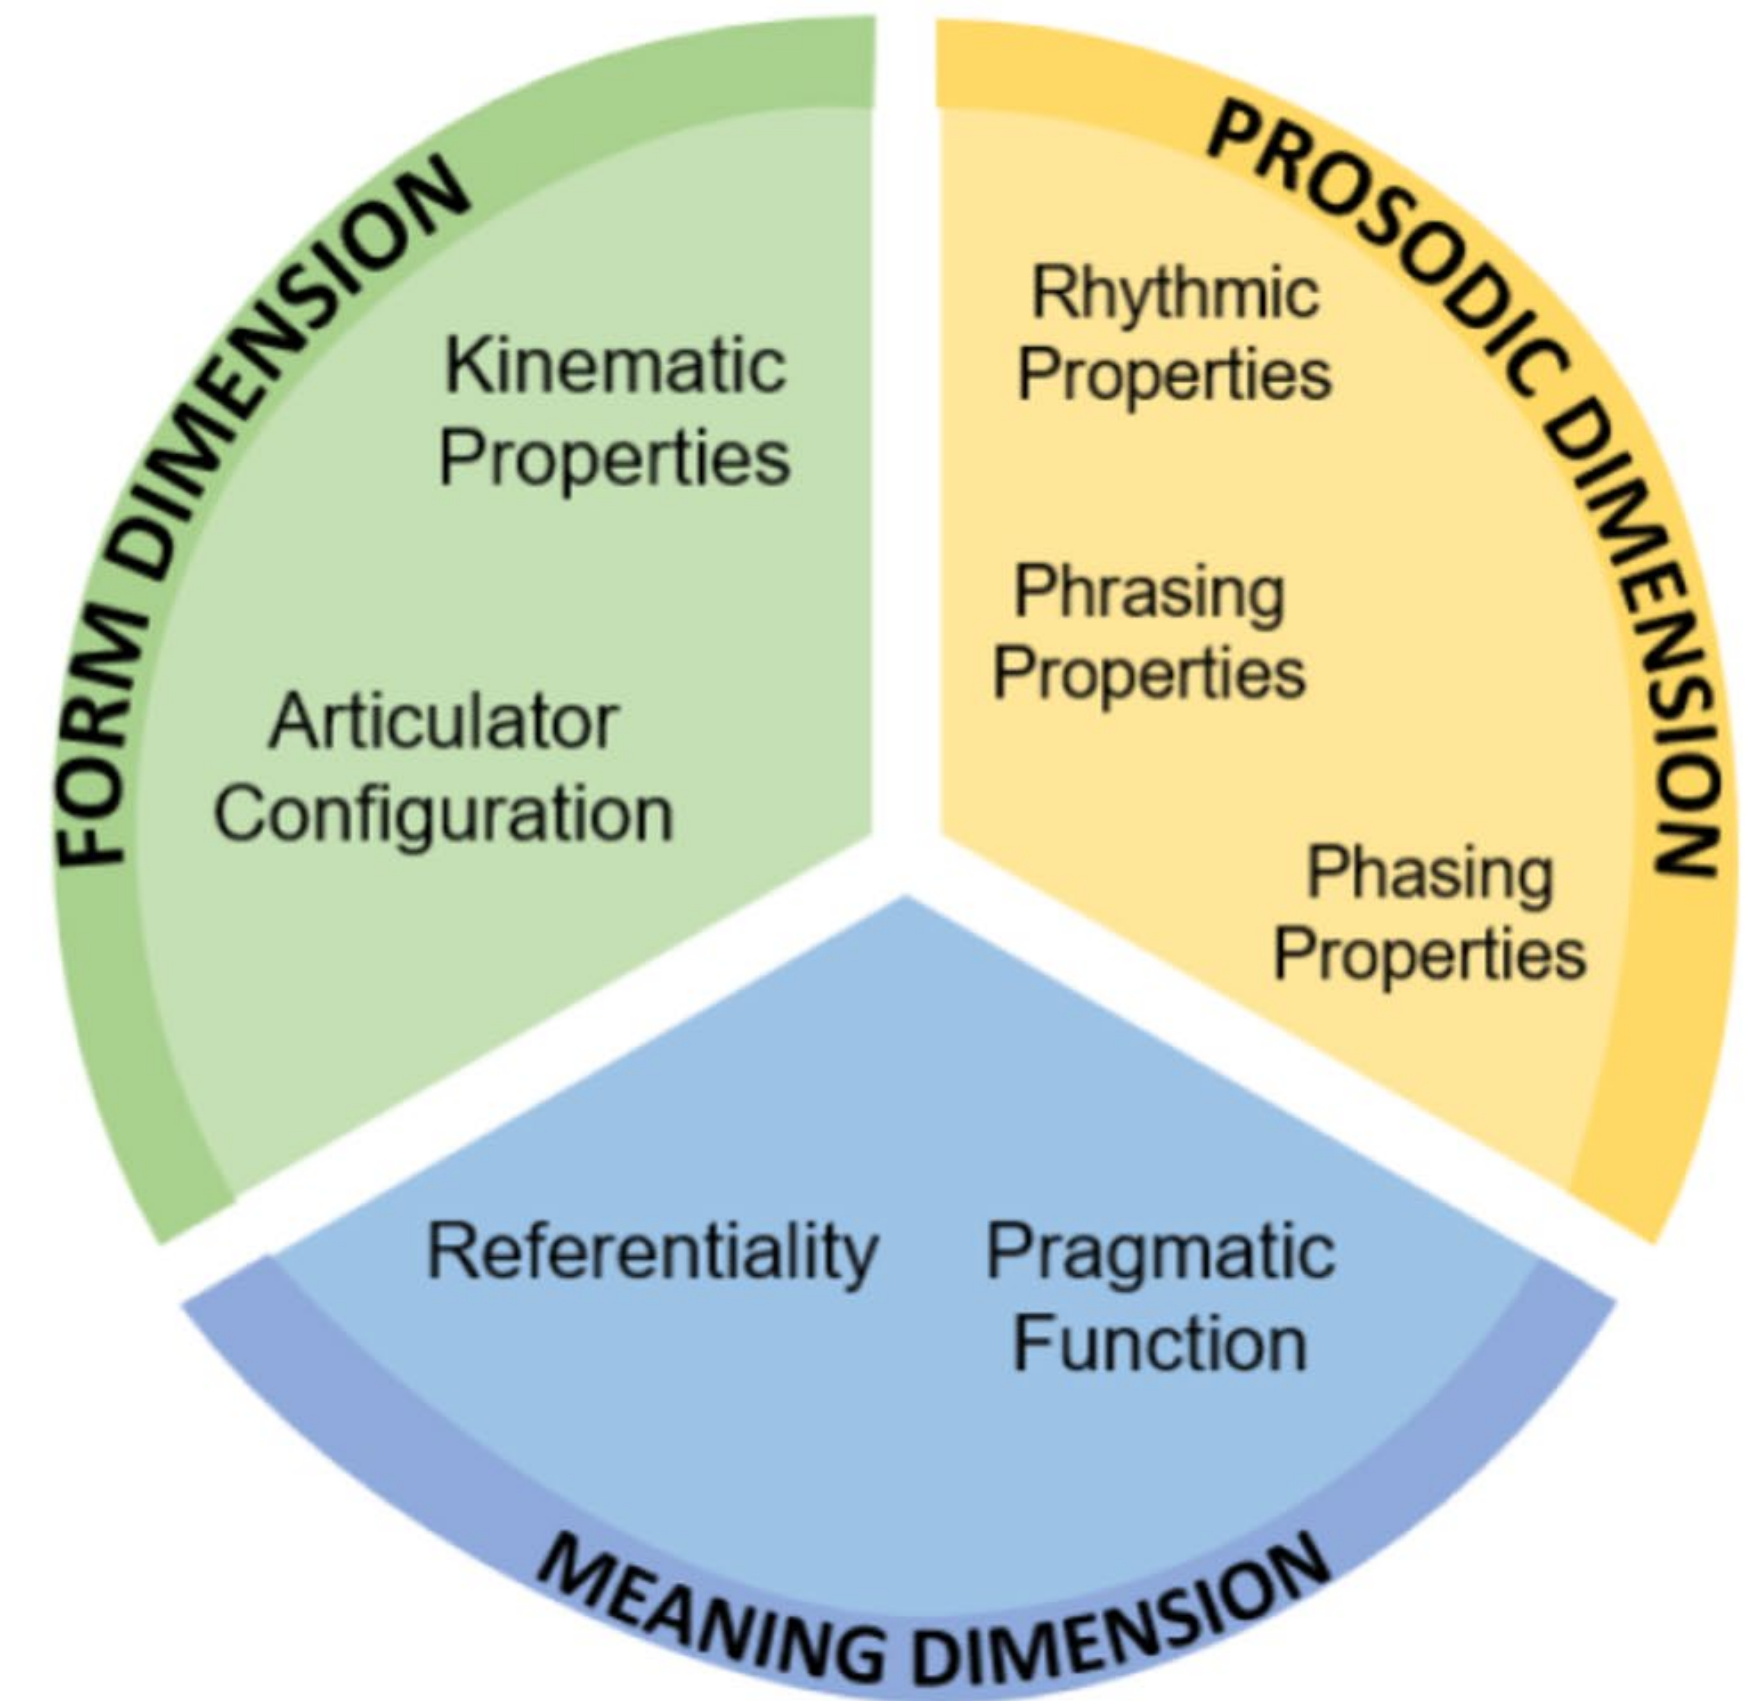 FORM DIMENSION
Kinematic
Properties
Articulator
Configuration
PROSODIC DIMENSION
Rhythmic
Properties
Phrasing
Properties
Phasing
Properties
Referentiality
Pragmatic
Function
MEANING DIMENSION